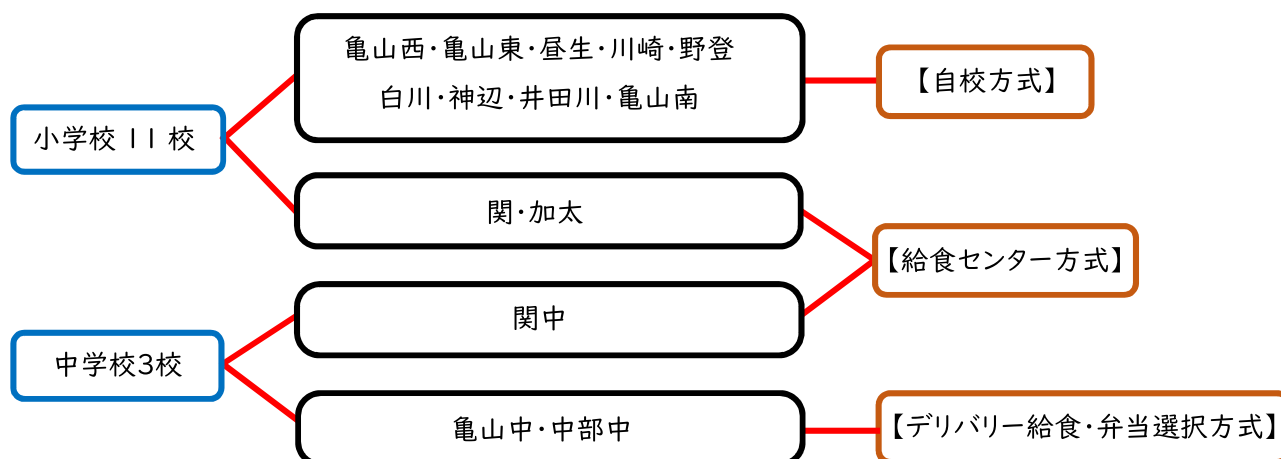 亀山西・亀山東・昼生・川崎・野登
白川・神辺・井田川・亀山南
【自校方式】
小学校 11 校
関・加太
【給食センター方式】
関中
中学校3校
亀山中・中部中
【デリバリー給食・弁当選択方式】